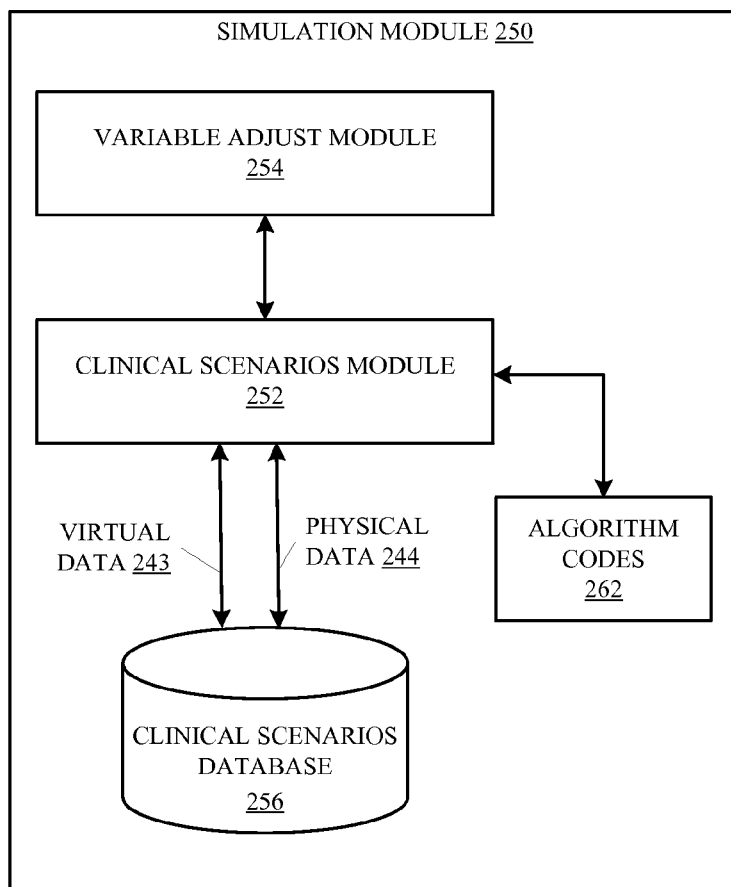 SIMULATION MODULE 250
VARIABLE ADJUST MODULE
254
CLINICAL SCENARIOS MODULE
252
VIRTUAL
DATA 243
PHYSICAL
DATA 244
ALGORITHM
CODES
262
CLINICAL SCENARIOS
DATABASE
256